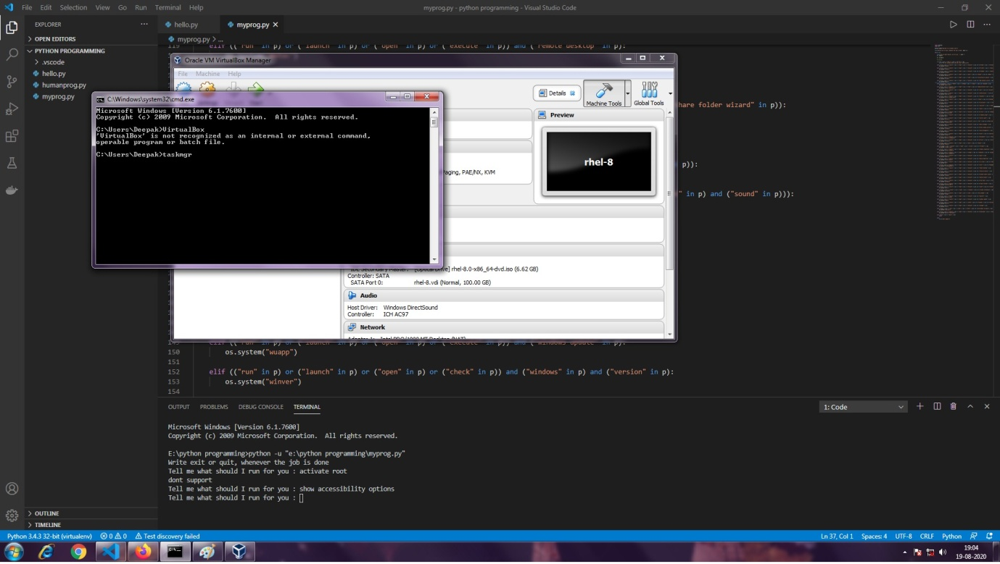 File Edit Selection View Go Run Terminal Help
myprog.py - python programming - Visual Studio Code
EXPLORER
OPEN EDITORS
PYTHON PROGRAMMING
.vscode
hello.py
humanprog.py
myprog.py
OUTLINE
TIMELINE
hello.py
myprog.py
myprog.py > ...
119 elif (("run" in p) or ("launch" in p) or ("open" in p) or ("execute" in p)) and ("remote desktop" in p):
Oracle VM VirtualBox Manager
File Machine Help
Details
Machine Tools
Global Tools
Preview
rhel-8
Paging, PAE/NX, KVM
IDE Secondary Master: [Optical Drive] rhel-8.0-x86_64-dvd.iso (6.62 GB)
Controller: SATA
SATA Port 0: rhel-8.vdi (Normal, 100.00 GB)
Audio
Host Driver: Windows DirectSound
Controller: ICH AC97
Network
Adapter 1: Intel PRO/1000 MT Desktop (NAT)
C:\Windows\system32\cmd.exe
Microsoft Windows [Version 6.1.7600]
Copyright (c) 2009 Microsoft Corporation. All rights reserved.
C:\Users\Deepak>VirtualBox
'VirtualBox' is not recognized as an internal or external command,
operable program or batch file.
C:\Users\Deepak>taskmgr
hare folder wizard" in p)):
p)):
" in p) and ("sound" in p))):
149 elif (("run" in p) or ("launch" in p) or ("open" in p) or ("execute" in p)) and ("windows update" in p):
150 os.system("wuapp")
151
152 elif (("run" in p) or ("launch" in p) or ("open" in p) or ("check" in p)) and ("windows" in p) and ("version" in p):
153 os.system("winver")
154
OUTPUT PROBLEMS DEBUG CONSOLE TERMINAL
1: Code
Microsoft Windows [Version 6.1.7600]
Copyright (c) 2009 Microsoft Corporation. All rights reserved.
E:\python programming>python -u "e:\python programming\myprog.py"
Write exit or quit, whenever the job is done
Tell me what should I run for you : activate root
dont support
Tell me what should I run for you : show accessibility options
Tell me what should I run for you :
Python 3.4.3 32-bit (virtualenv) 0 0 Test discovery failed
Ln 37, Col 1 Spaces: 4 UTF-8 CRLF Python
19:04
19-08-2020